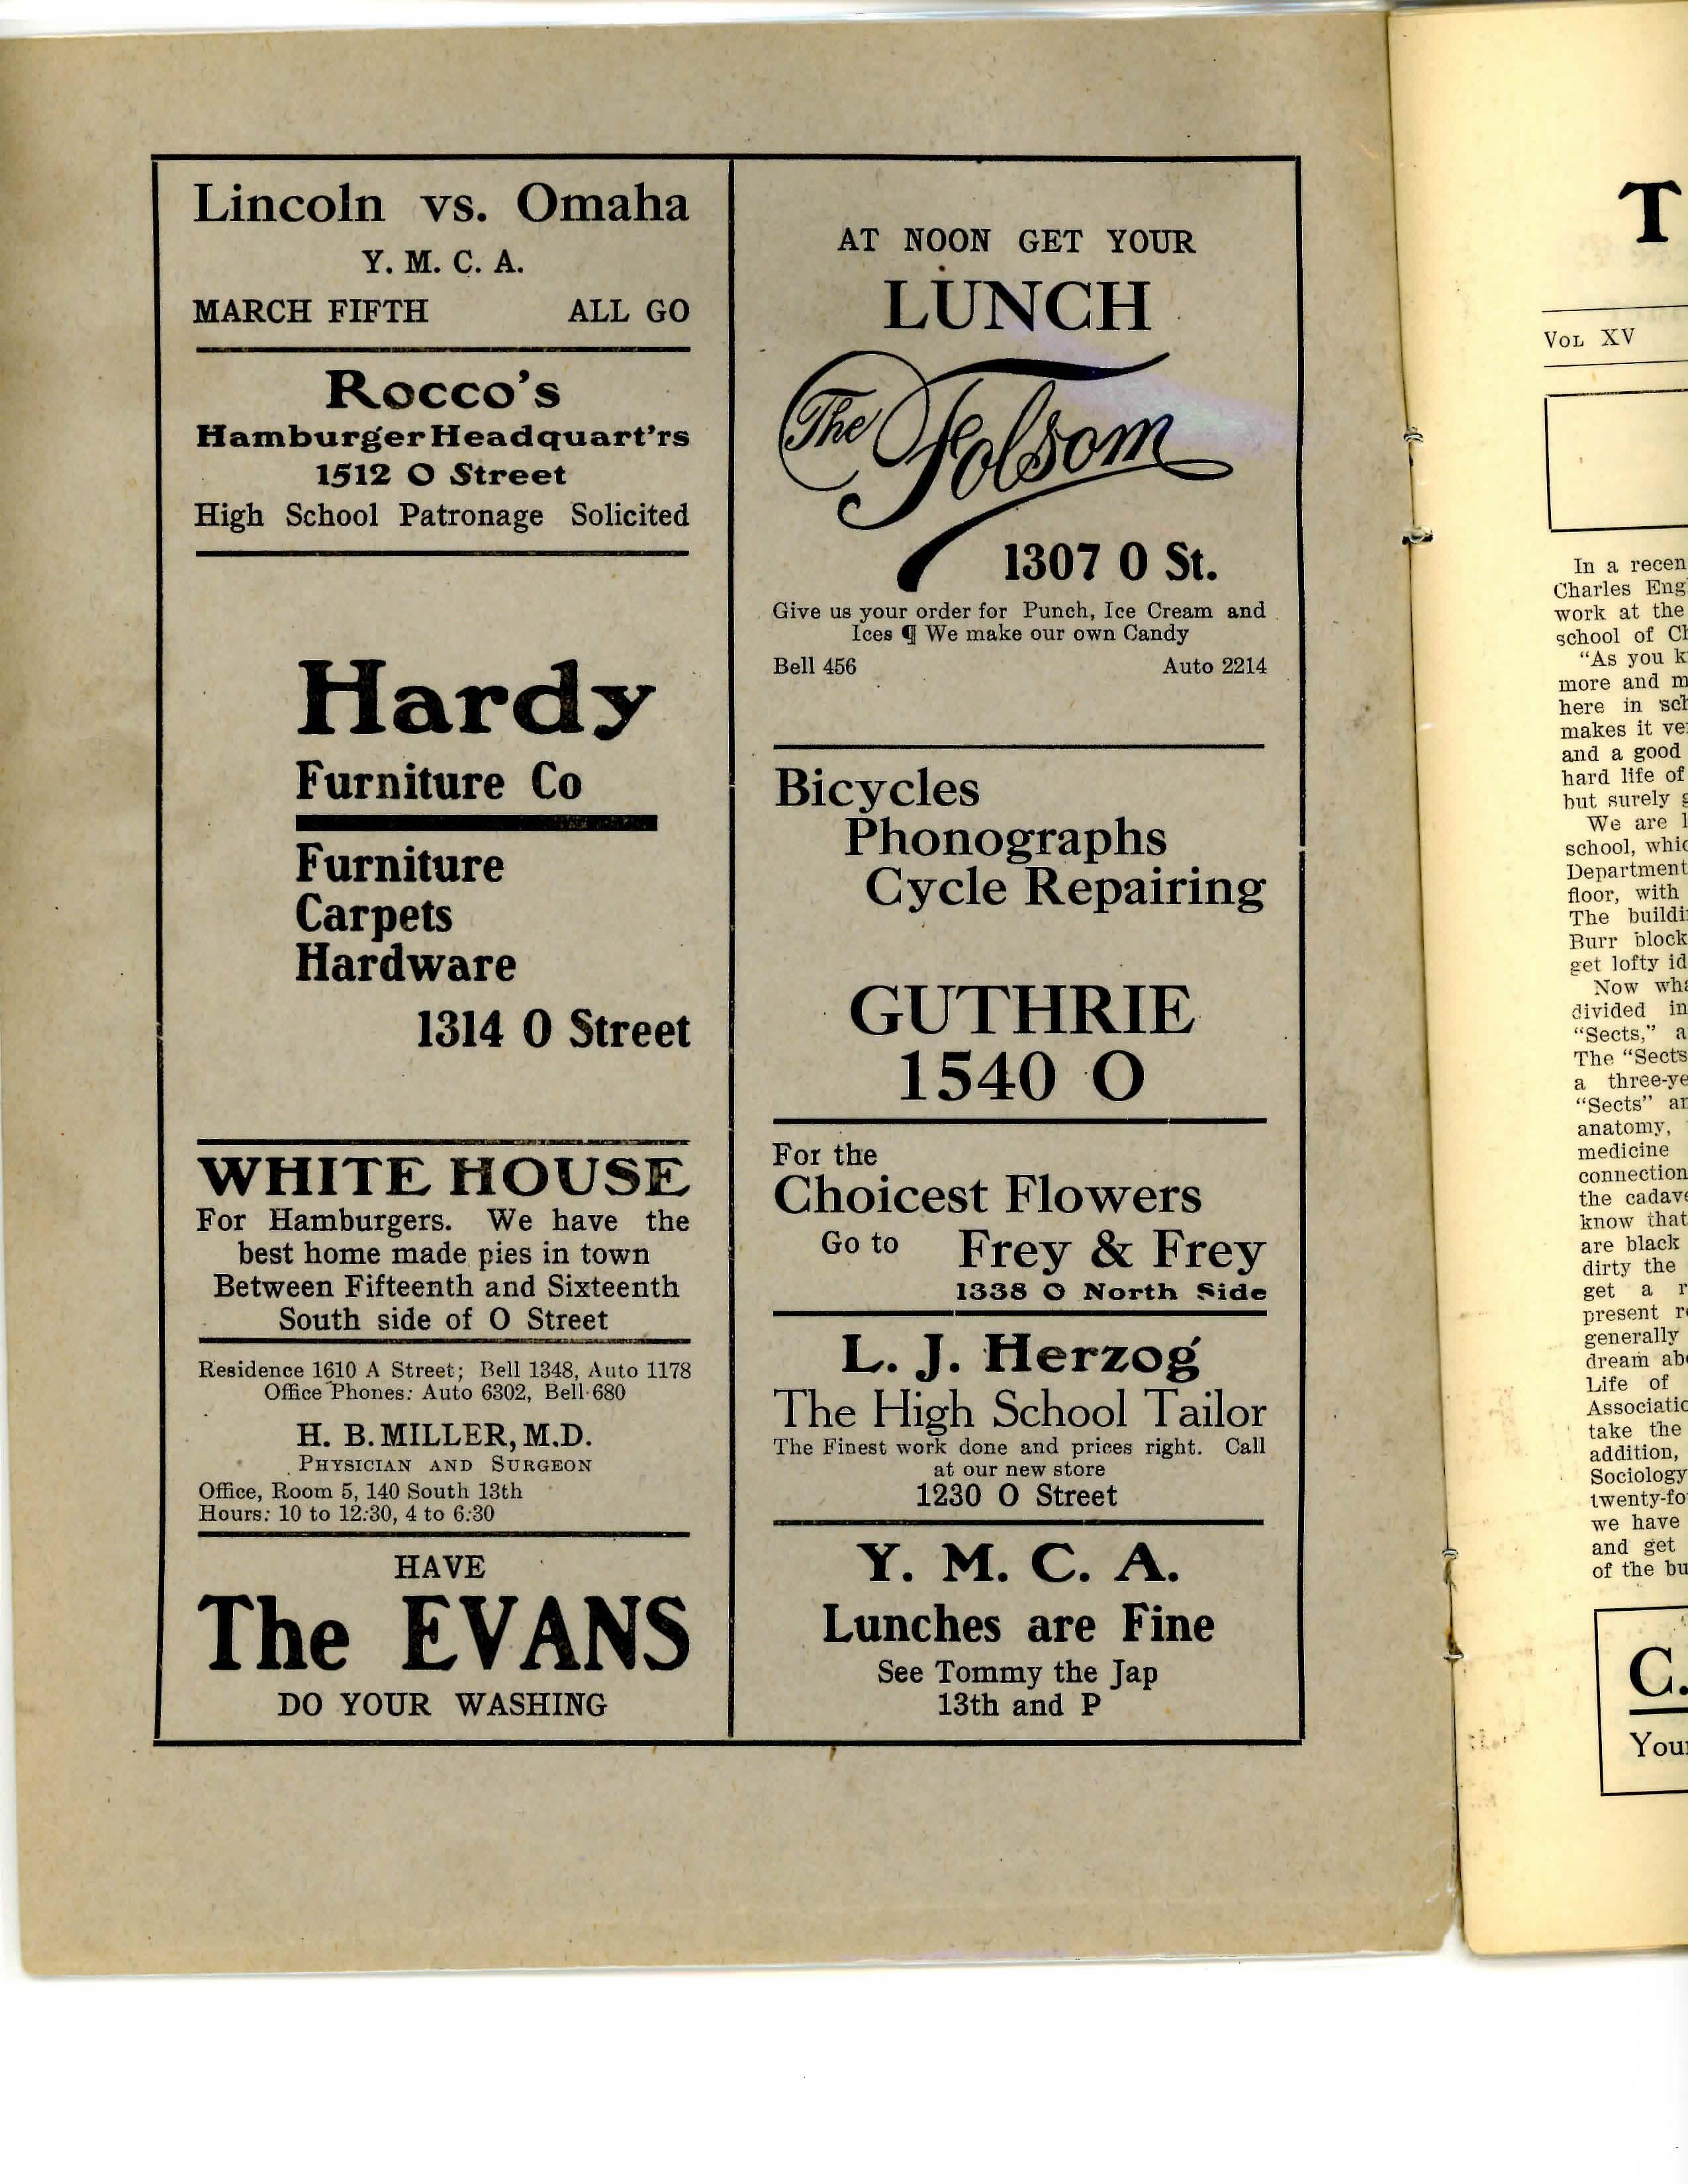 Lincoln vs. Omaha
Y. M. C. A.
MARCH FIFTH ALL GO
Rocco's
Hamburger Headquart'rs
1512 O Street
High School Patronage Solicited
Hardy
Furniture Co
Furniture
Carpets
Hardware
1314 O Street
WHITE HOUSE
For Hamburgers. We have the
best home made pies in town
Between Fifteenth and Sixteenth
South side of O Street
Residence 1610 A Street; Bell 1348, Auto 1178
Office Phones: Auto 6302, Bell 680
H. B. MILLER, M.D.
PHYSICIAN AND SURGEON
Office, Room 5, 140 South 13th
Hours: 10 to 12:30, 4 to 6:30
HAVE
The EVANS
DO YOUR WASHING
AT NOON GET YOUR
LUNCH
The Folsom
1307 O St.
Give us your order for Punch, Ice Cream and
Ices ¶ We make our own Candy
Bell 456 Auto 2214
Bicycles
Phonographs
Cycle Repairing
GUTHRIE
1540 O
For the
Choicest Flowers
Go to Frey & Frey
1338 O North Side
L. J. Herzog
The High School Tailor
The Finest work done and prices right. Call
at our new store
1230 O Street
Y. M. C. A.
Lunches are Fine
See Tommy the Jap
13th and P
T
VOL XV
In a recen
Charles Eng
work at the
school of Ch
"As you k
more and m
here in sch
makes it ve
and a good
hard life of
but surely
We are l
school, whic
Department
floor, with
The buildi
Burr block
get lofty id
Now wha
divided in
"Sects," a
The "Sects
a three-ye
"Sects" an
anatomy,
medicine
connection
the cadave
know that
are black
dirty the
get a r
present re
generally
dream abo
Life of
Associatio
take the
addition,
Sociology
twenty-fo
we have
and get
of the bu
C.
You